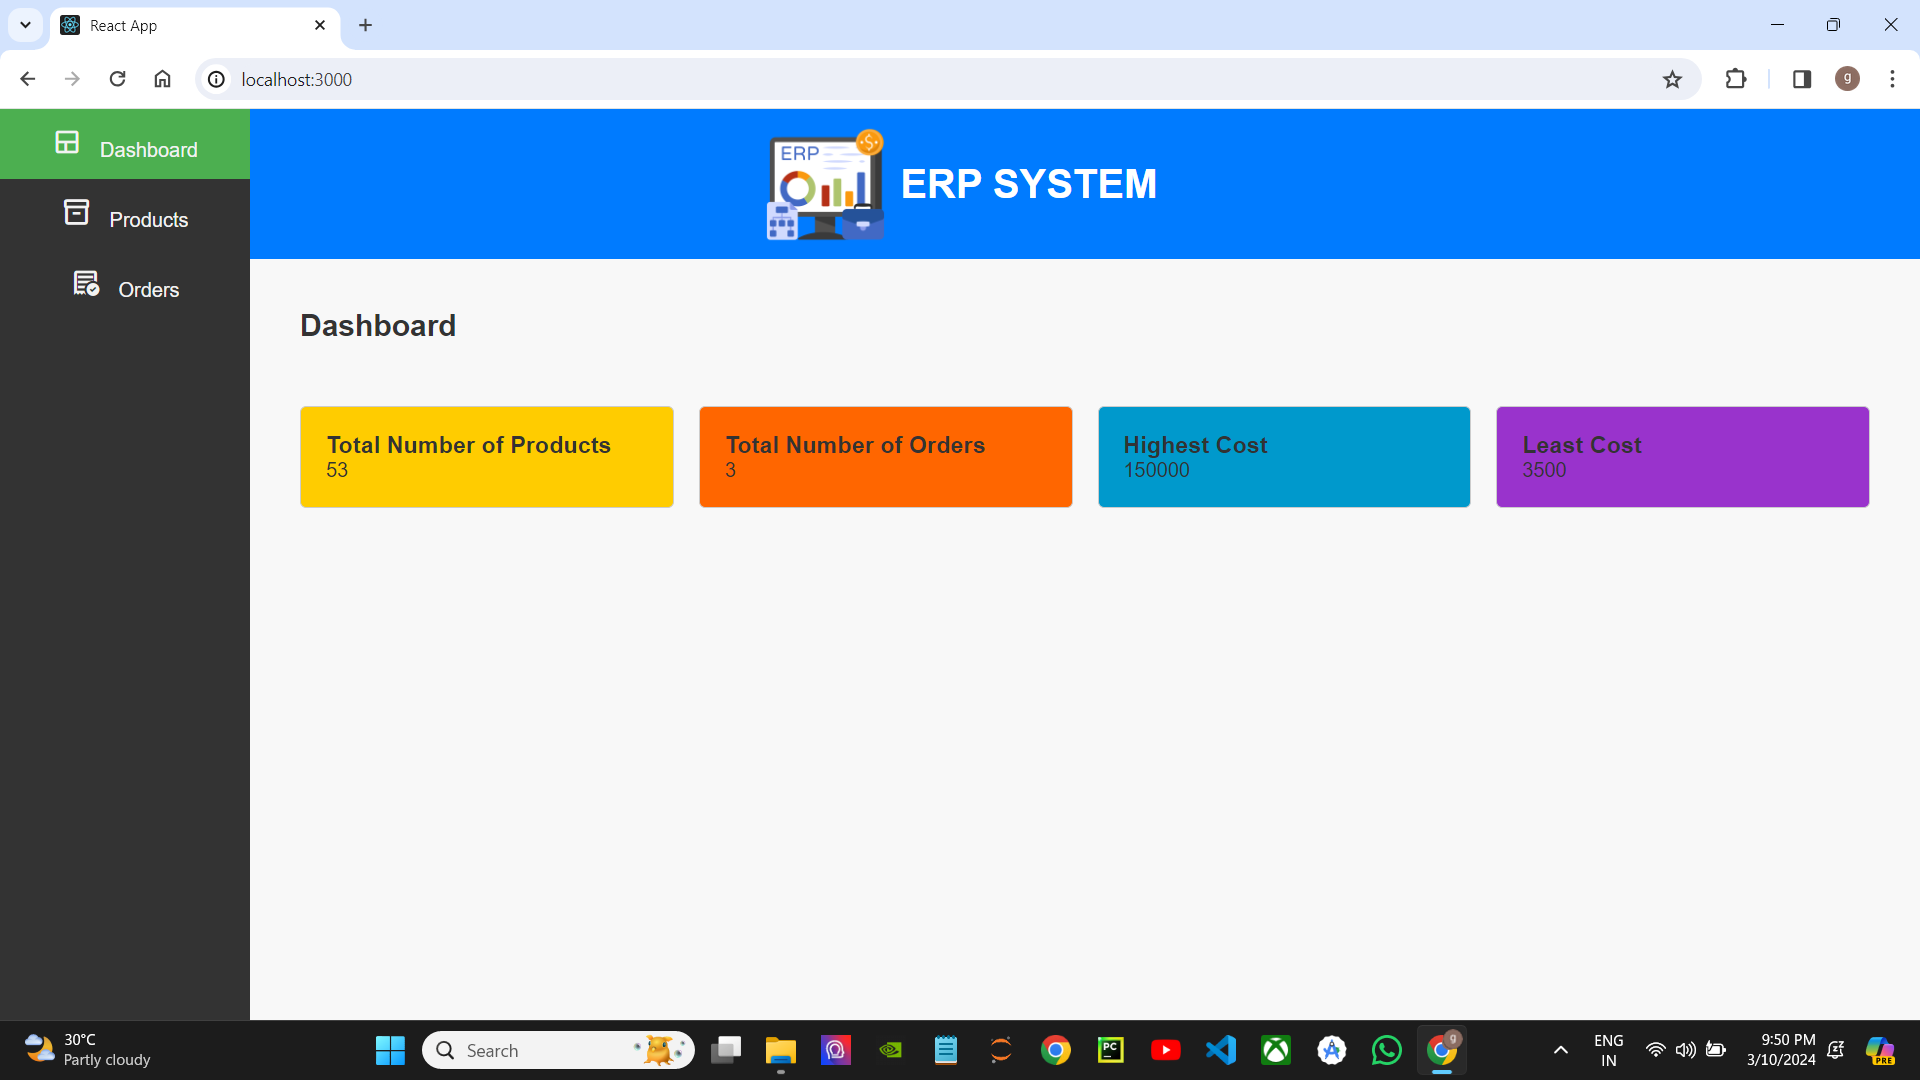 React App
localhost:3000
g
Dashboard
Products
Orders
ERP
ERP SYSTEM
Dashboard
Total Number of Products
53
Total Number of Orders
3
Highest Cost
150000
Least Cost
3500
30°C
Partly cloudy
Search
PC
g
ENG
IN
9:50 PM
3/10/2024
PRE